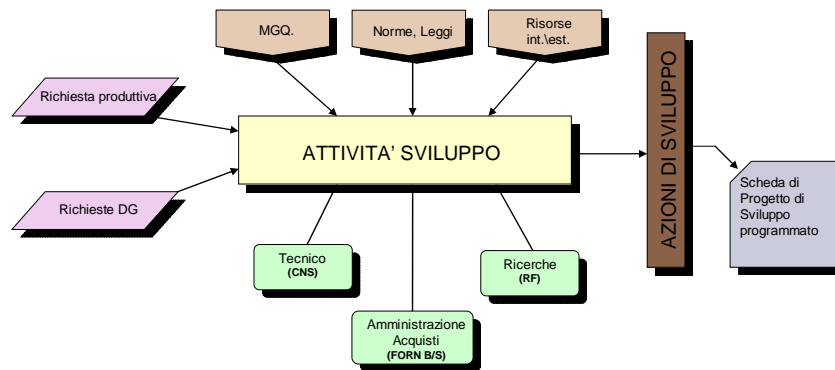 MGQ.
Norme, Leggi
Risorse
int.\est.
Richiesta produttiva
Richieste DG
ATTIVITA’ SVILUPPO
AZIONI DI SVILUPPO
Scheda di
Progetto di
Sviluppo
programmato
Tecnico
(CNS)
Ricerche
(RF)
Amministrazione
Acquisti
(FORN B/S)